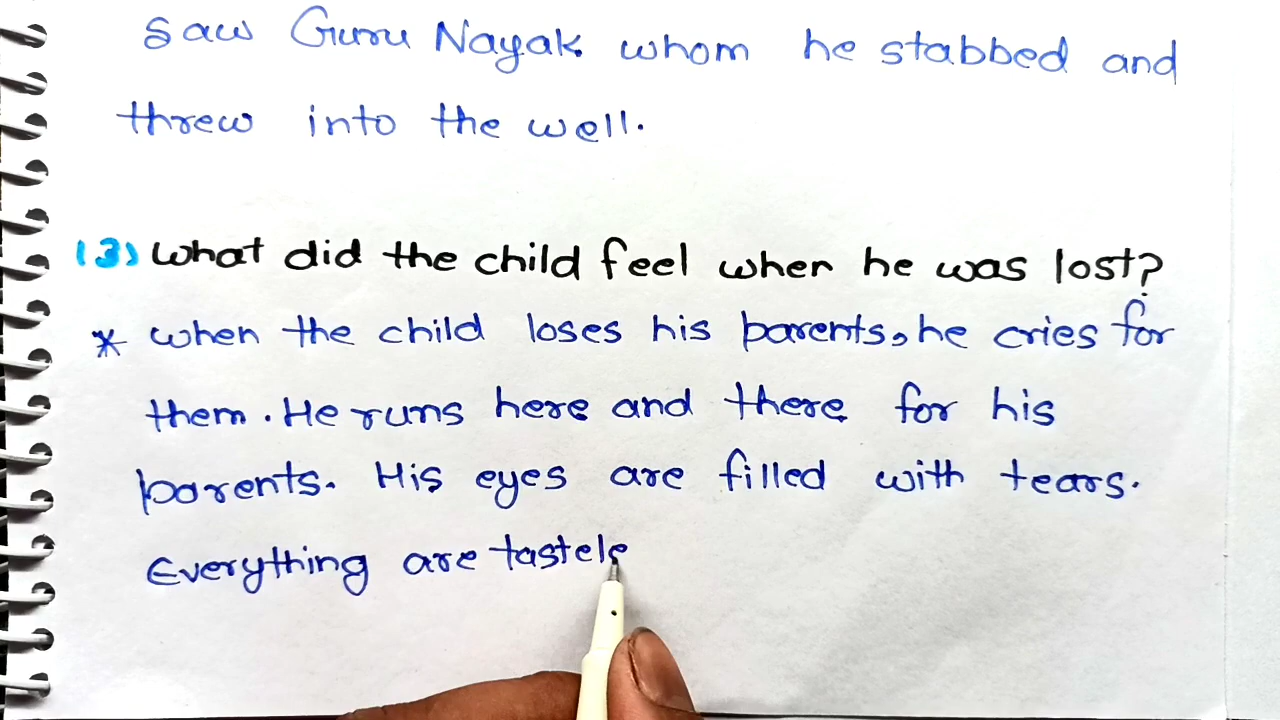 saw Guru Nayak whom he stabbed and
threw into the well.
(3) What did the child feel when he was lost?
* When the child loses his parents, he cries for
them. He runs here and there for his
parents. His eyes are filled with tears.
Everything are tastele